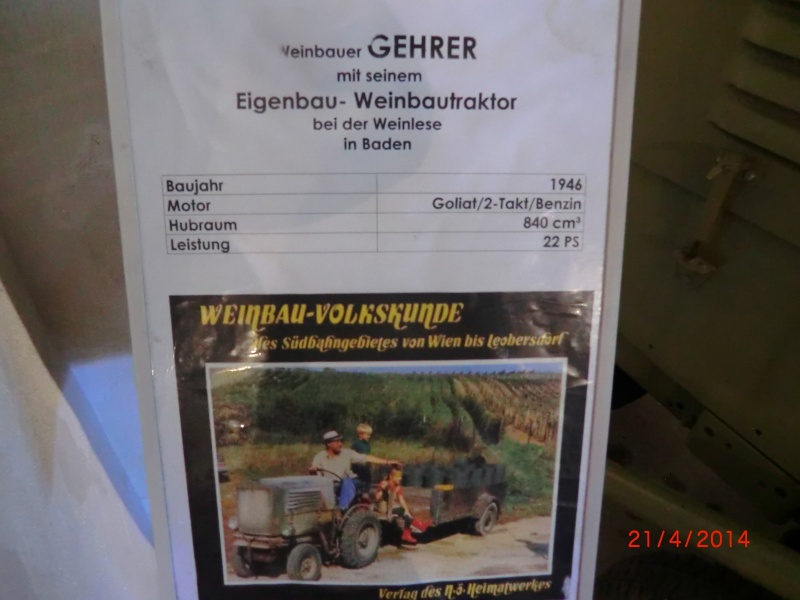 Weinbauer GEHRER
mit seinem
Eigenbau- Weinbautraktor
bei der Weinlese
in Baden
Baujahr 1946
Motor Goliat/2-Takt/Benzin
Hubraum 840 cm³
Leistung 22 PS
WEINBAU-VOLKSKUNDE
des Südbahngebietes von Wien bis Leobersdorf
Verlag des N.ö-Heimatwerkes
21/4/2014